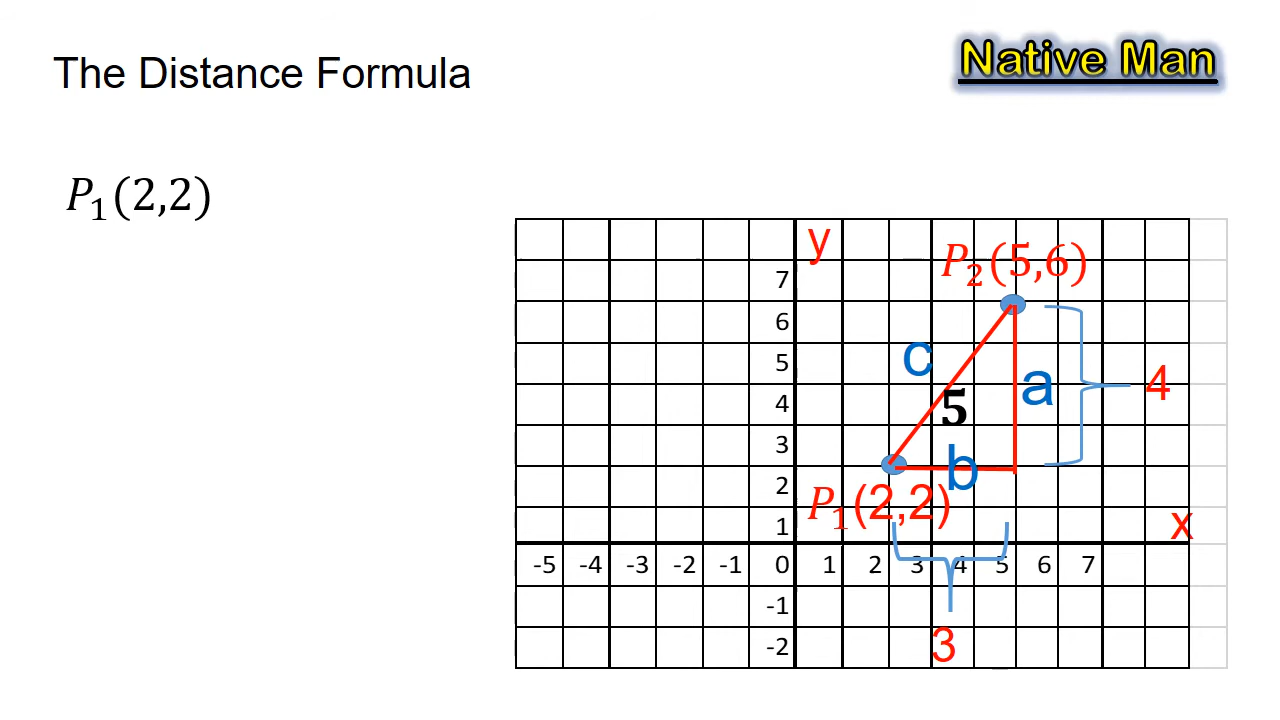 The Distance Formula
Native Man
P₁(2,2)
y
P₂(5,6)
7
6
5
4
3
2
1
c
a
4
5
b
P₁(2,2)
x
-5 -4 -3 -2 -1 0 1 2 3 4 5 6 7
-1
-2
3